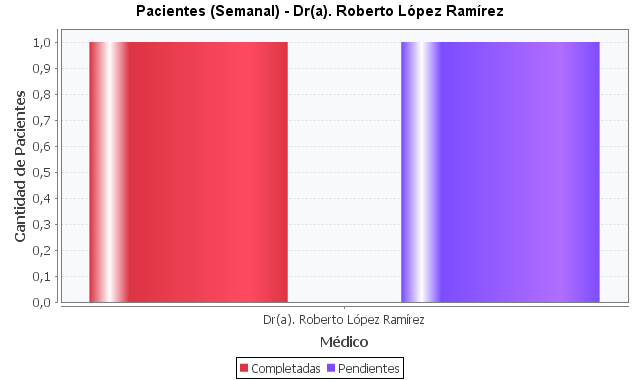 Pacientes (Semanal) - Dr(a). Roberto López Ramírez
Cantidad de Pacientes
1,0
0,9
0,8
0,7
0,6
0,5
0,4
0,3
0,2
0,1
0,0
Dr(a). Roberto López Ramírez
Médico
Completadas
Pendientes